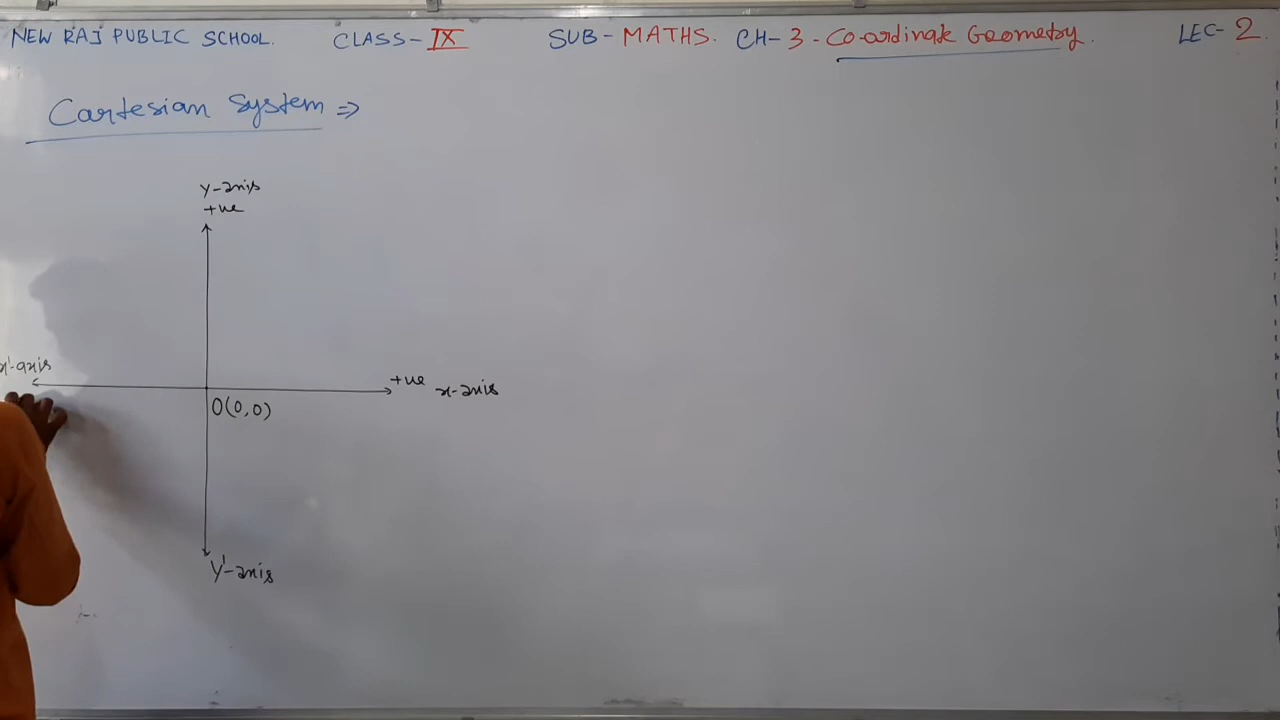 NEW RAJ PUBLIC SCHOOL. CLASS-IX SUB-MATHS. CH-3-Co-ordinate Geometry. LEC-2.
Cartesian System ⇒
Y-axis
+ve
x'-axis
+ve x-axis
O(0,0)
Y'-axis